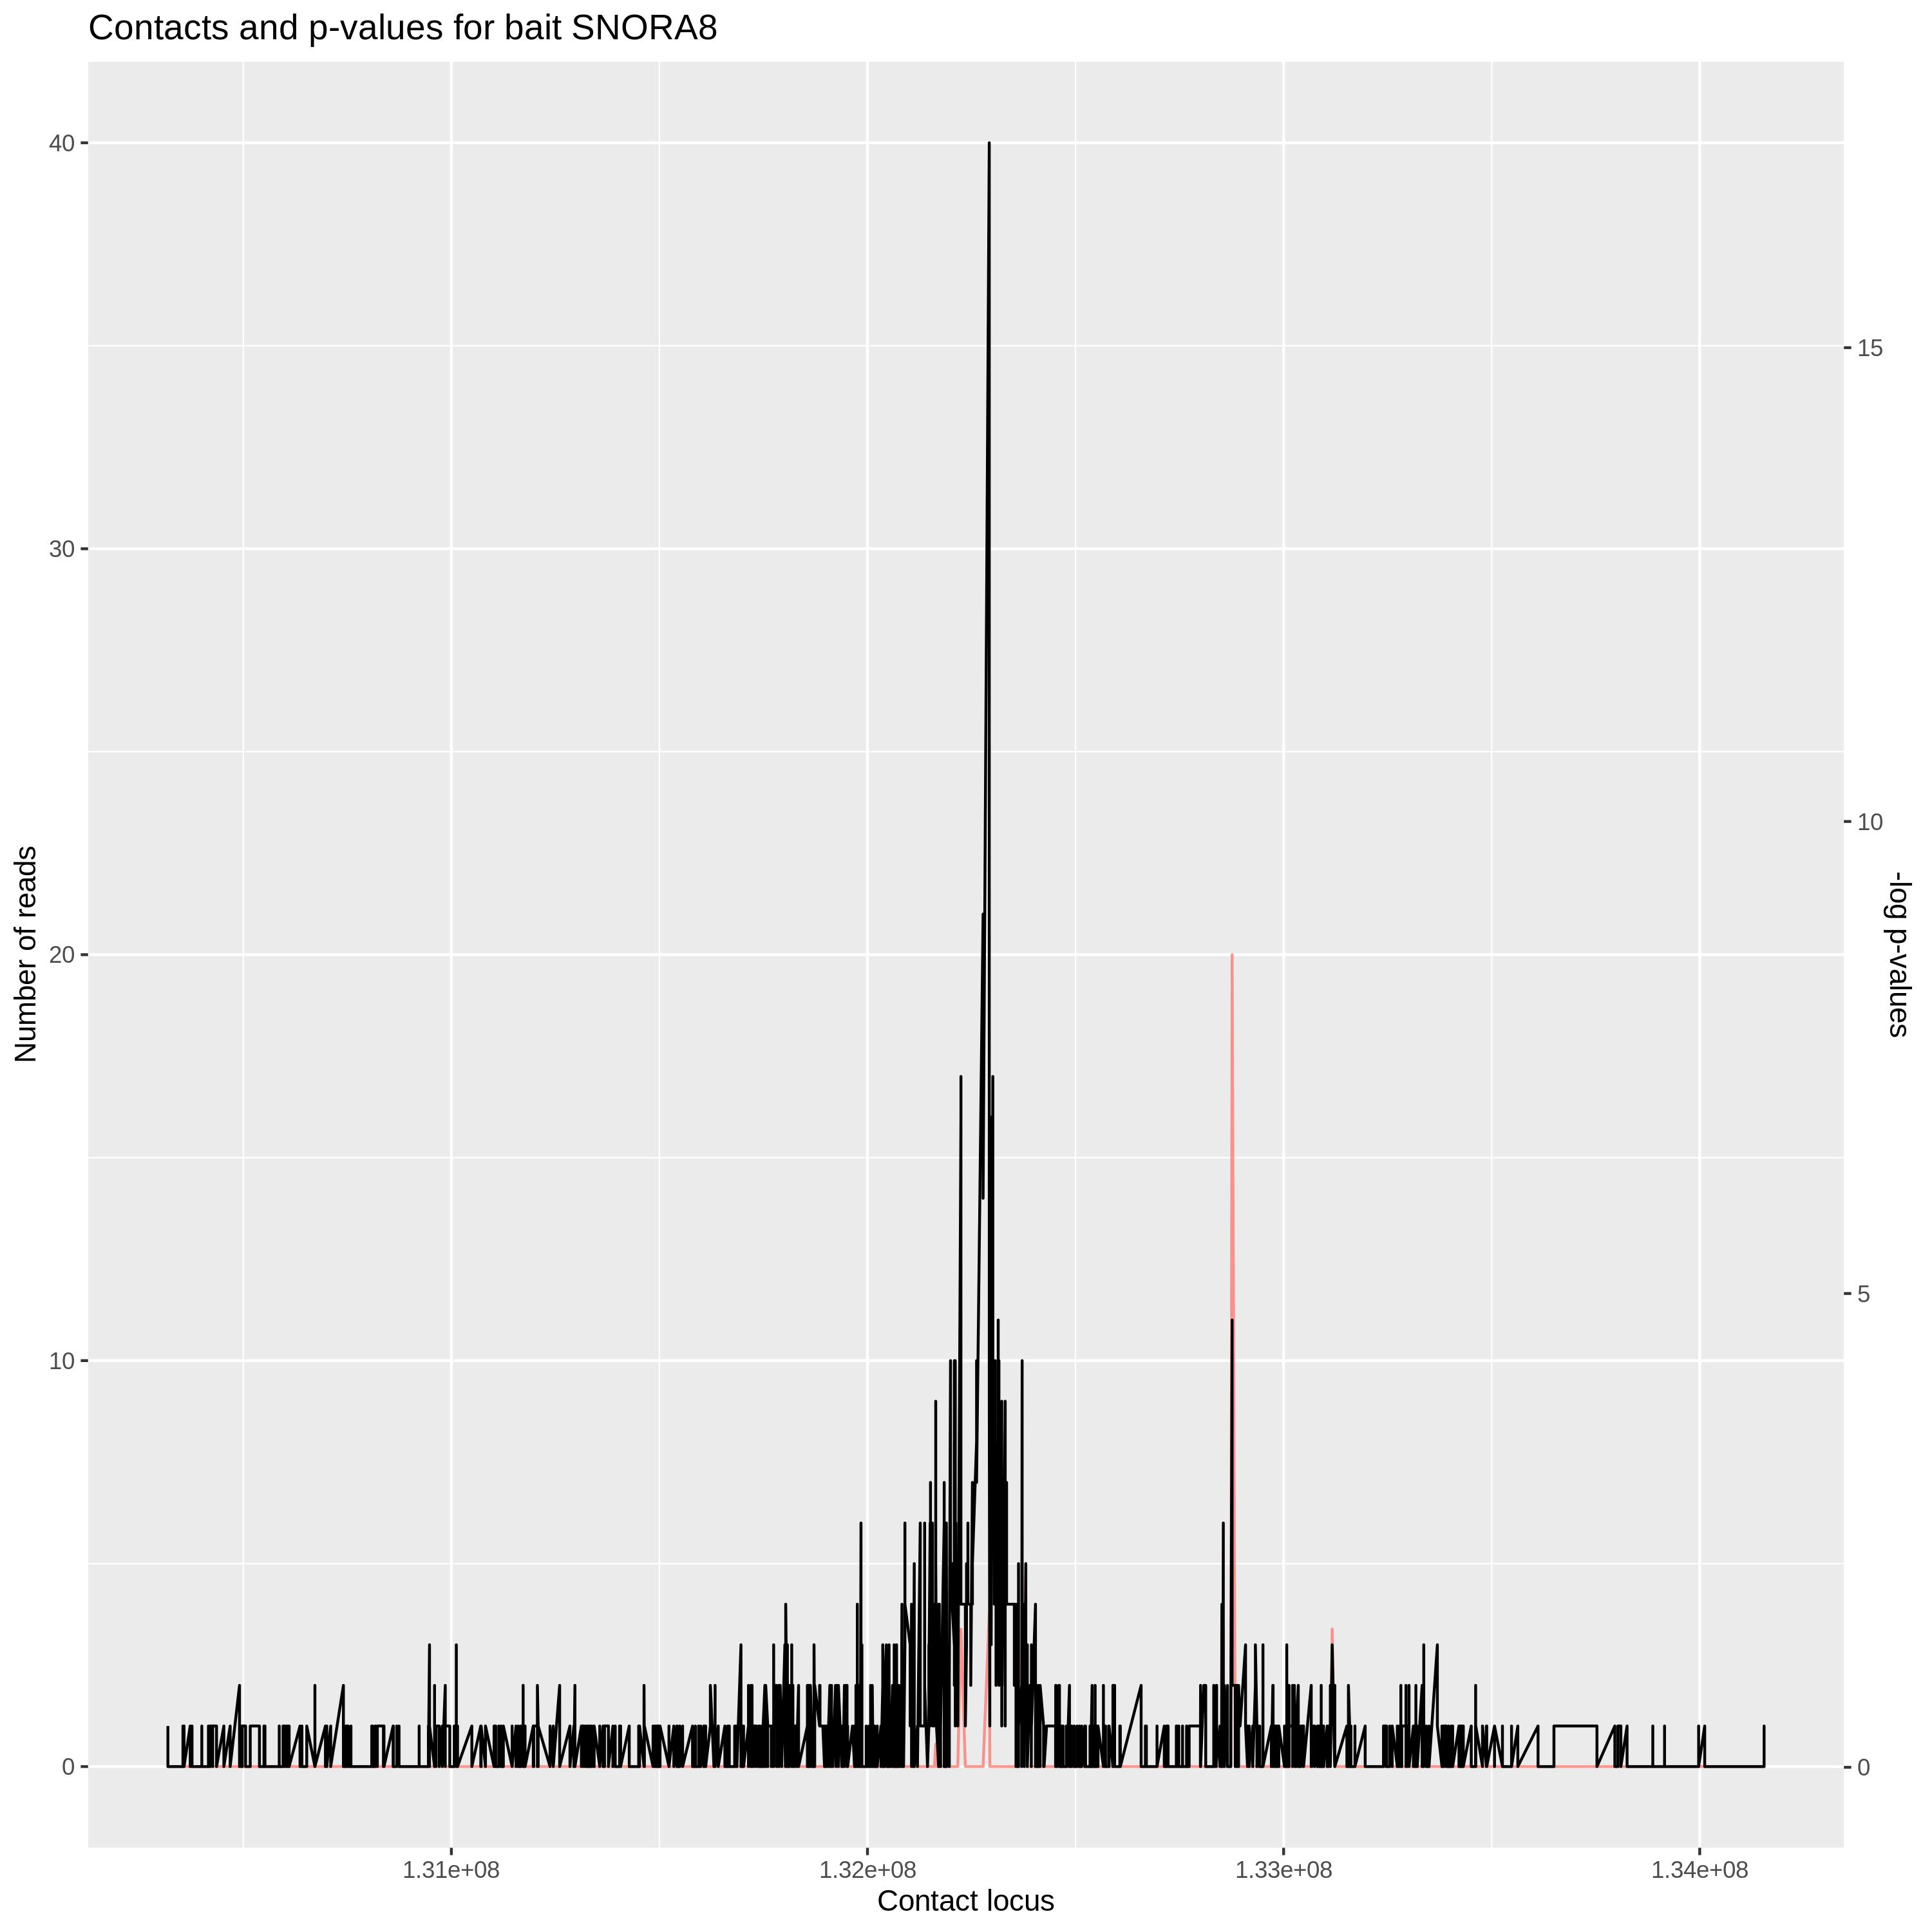 Contacts and p-values for bait SNORA8
40
30
20
10
0
Number of reads
15
10
5
0
-log p-values
1.31e+08
1.32e+08
1.33e+08
1.34e+08
Contact locus